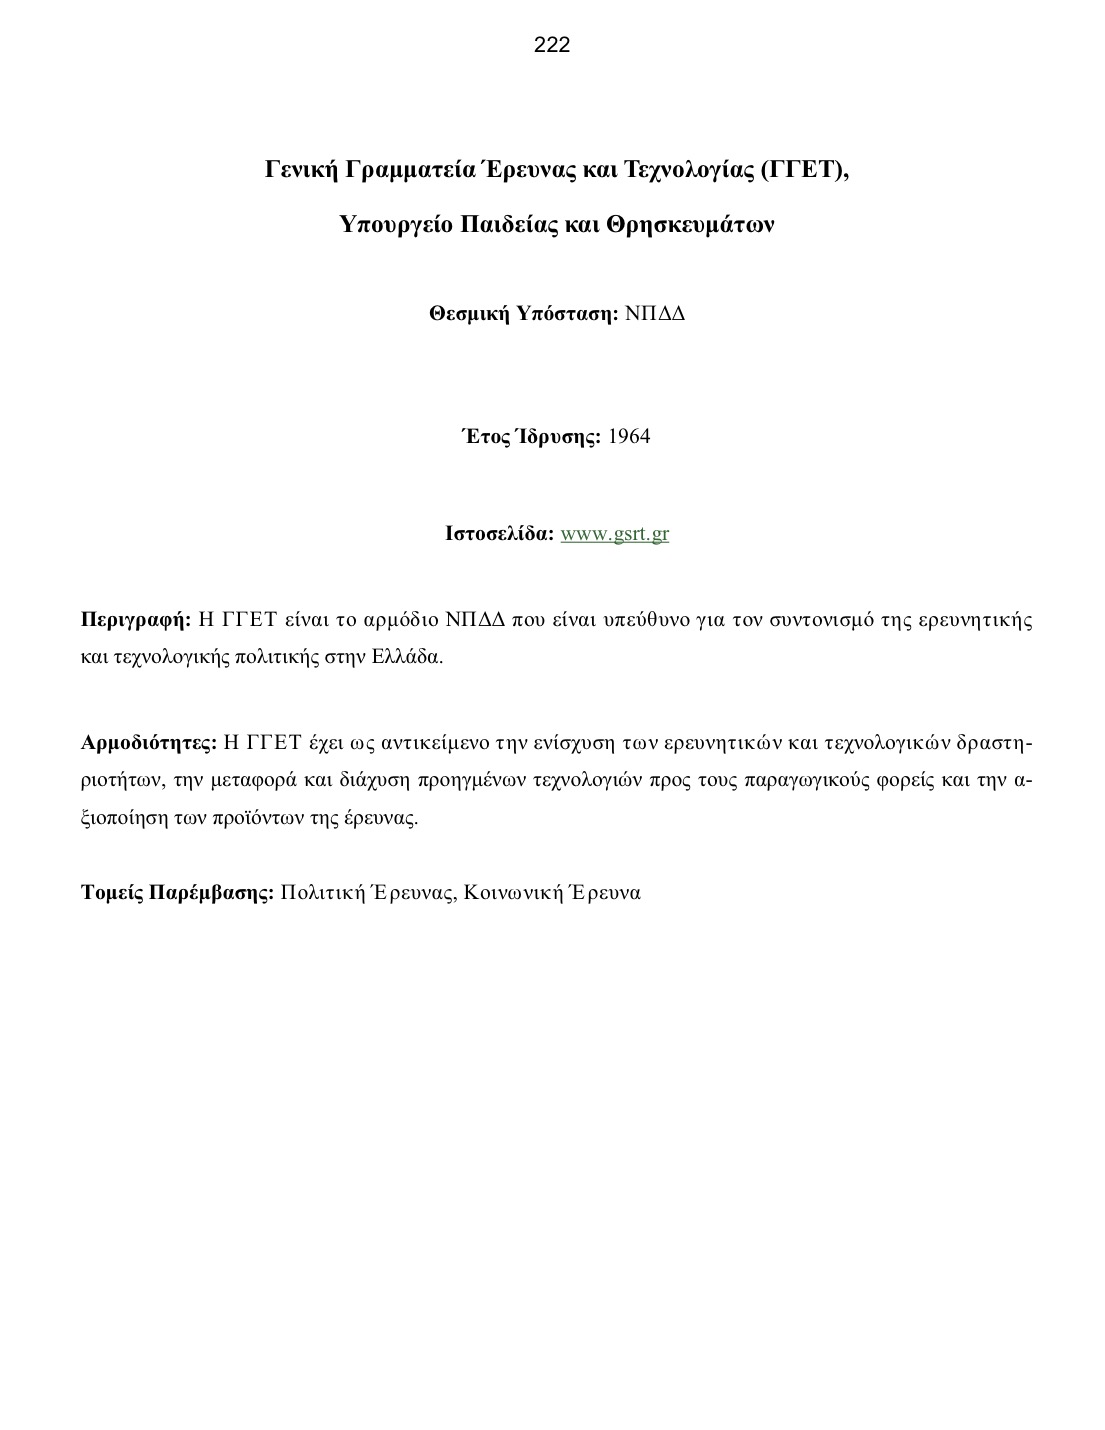 222
Γενική Γραμματεία Έρευνας και Τεχνολογίας (ΓΓΕΤ),
Υπουργείο Παιδείας και Θρησκευμάτων
Θεσμική Υπόσταση: ΝΠΔΔ
Έτος Ίδρυσης: 1964
Ιστοσελίδα: www.gsrt.gr
Περιγραφή: Η ΓΓΕΤ είναι το αρμόδιο ΝΠΔΔ που είναι υπεύθυνο για τον συντονισμό της ερευνητικής
και τεχνολογικής πολιτικής στην Ελλάδα.
Αρμοδιότητες: Η ΓΓΕΤ έχει ως αντικείμενο την ενίσχυση των ερευνητικών και τεχνολογικών δραστη-
ριοτήτων, την μεταφορά και διάχυση προηγμένων τεχνολογιών προς τους παραγωγικούς φορείς και την α-
ξιοποίηση των προϊόντων της έρευνας.
Τομείς Παρέμβασης: Πολιτική Έρευνας, Κοινωνική Έρευνα